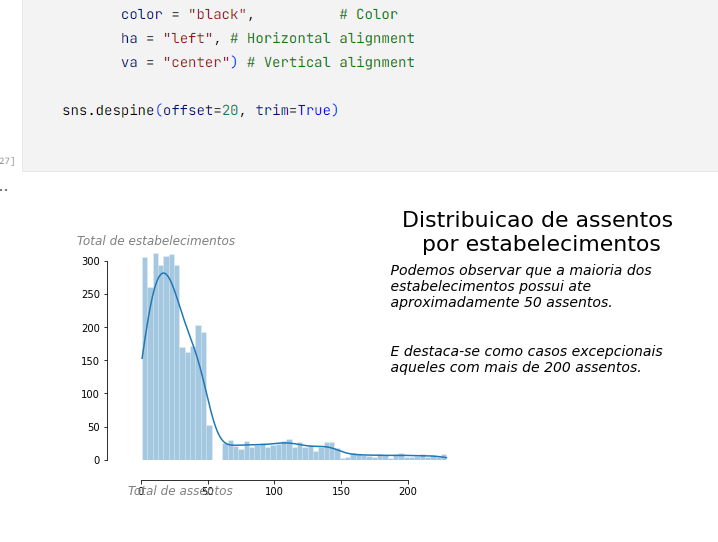 color = "black",          # Color
ha = "left", # Horizontal alignment
va = "center") # Vertical alignment
sns.despine(offset=20, trim=True)
27]
..
Distribuicao de assentos
por estabelecimentos
Total de estabelecimentos
Podemos observar que a maioria dos
estabelecimentos possui ate
aproximadamente 50 assentos.
E destaca-se como casos excepcionais
aqueles com mais de 200 assentos.
300
250
200
150
100
50
0
0 50 100 150 200
Total de assentos